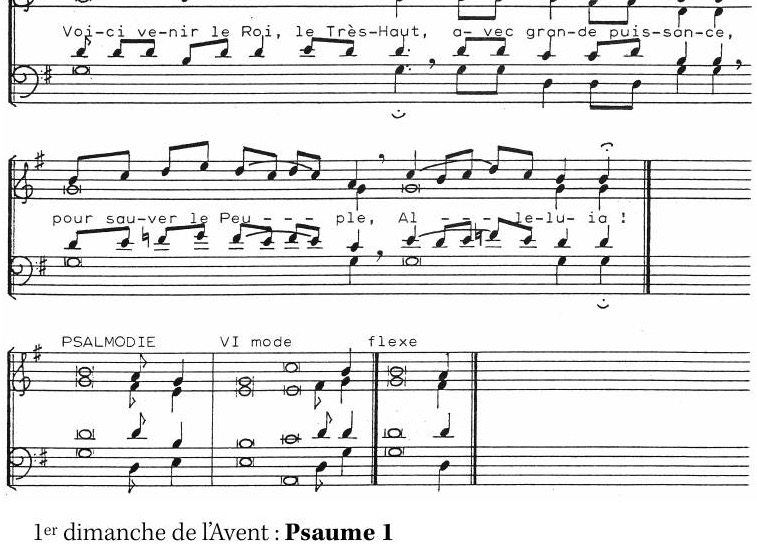 Voi-ci ve-nir le Roi, le Très-Haut, a- vec gran-de puis-san-ce,
pour sau-ver le Peu - - - ple, Al - - - le-lu- ia !
PSALMODIE VI mode flexe
1er dimanche de l'Avent : Psaume 1